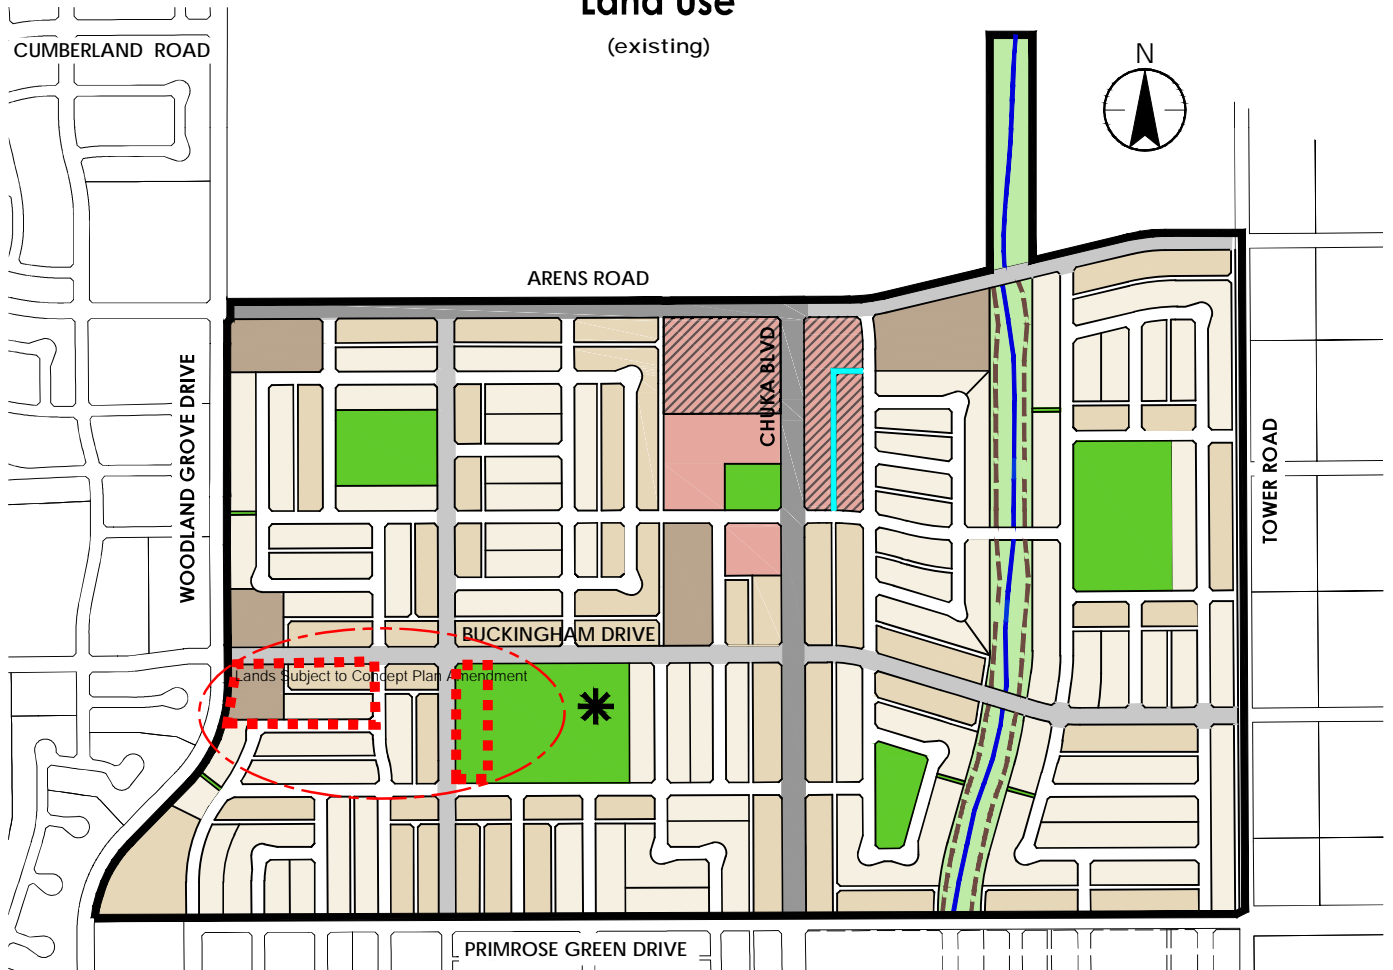 Land Use
(existing)
CUMBERLAND ROAD
N
ARENS ROAD
CHUKA BLVD
WOODLAND GROVE DRIVE
TOWER ROAD
BUCKINGHAM DRIVE
Lands Subject to Concept Plan Amendment
PRIMROSE GREEN DRIVE